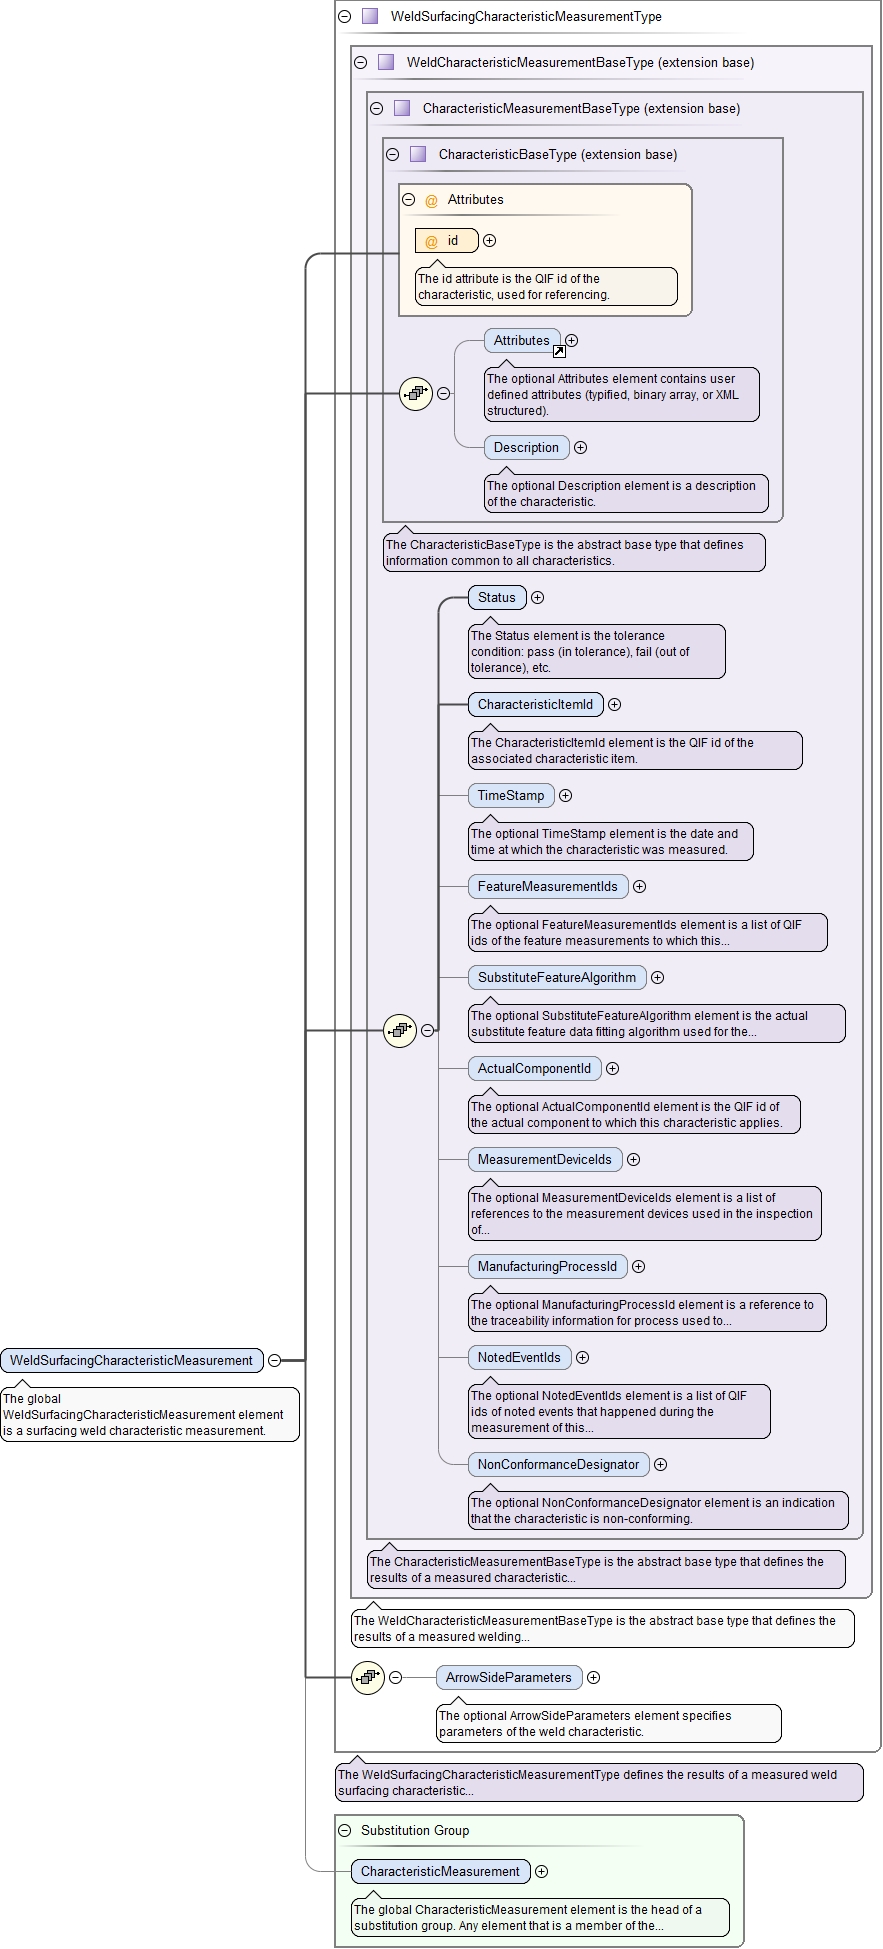 WeldSurfacingCharacteristicMeasurementType
WeldCharacteristicMeasurementBaseType (extension base)
CharacteristicMeasurementBaseType (extension base)
CharacteristicBaseType (extension base)
@ Attributes
@ id
The id attribute is the QIF id of the
characteristic, used for referencing.
Attributes
The optional Attributes element contains user
defined attributes (typified, binary array, or XML
structured).
Description
The optional Description element is a description
of the characteristic.
The CharacteristicBaseType is the abstract base type that defines
information common to all characteristics.
Status
The Status element is the tolerance
condition: pass (in tolerance), fail (out of
tolerance), etc.
CharacteristicItemId
The CharacteristicItemId element is the QIF id of the
associated characteristic item.
TimeStamp
The optional TimeStamp element is the date and
time at which the characteristic was measured.
FeatureMeasurementIds
The optional FeatureMeasurementIds element is a list of QIF
ids of the feature measurements to which this...
SubstituteFeatureAlgorithm
The optional SubstituteFeatureAlgorithm element is the actual
substitute feature data fitting algorithm used for the...
ActualComponentId
The optional ActualComponentId element is the QIF id of
the actual component to which this characteristic applies.
MeasurementDeviceIds
The optional MeasurementDeviceIds element is a list of
references to the measurement devices used in the inspection
of...
ManufacturingProcessId
The optional ManufacturingProcessId element is a reference to
the traceability information for process used to...
WeldSurfacingCharacteristicMeasurement
The global
WeldSurfacingCharacteristicMeasurement element
is a surfacing weld characteristic measurement.
NotedEventIds
The optional NotedEventIds element is a list of QIF
ids of noted events that happened during the
measurement of this...
NonConformanceDesignator
The optional NonConformanceDesignator element is an indication
that the characteristic is non-conforming.
The CharacteristicMeasurementBaseType is the abstract base type that defines the
results of a measured characteristic...
The WeldCharacteristicMeasurementBaseType is the abstract base type that defines the
results of a measured welding...
ArrowSideParameters
The optional ArrowSideParameters element specifies
parameters of the weld characteristic.
The WeldSurfacingCharacteristicMeasurementType defines the results of a measured weld
surfacing characteristic...
Substitution Group
CharacteristicMeasurement
The global CharacteristicMeasurement element is the head of a
substitution group. Any element that is a member of the...